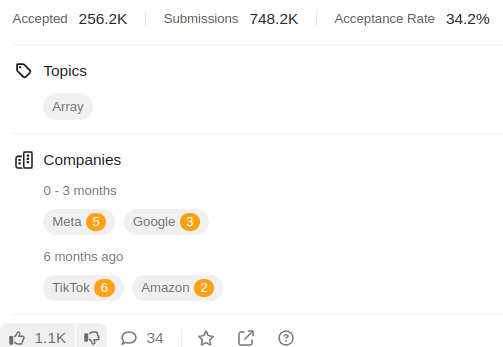 Accepted 256.2K Submissions 748.2K Acceptance Rate 34.2%
Topics
Array
Companies
0 - 3 months
Meta 5 Google 3
6 months ago
TikTok 6 Amazon 2
1.1K 34